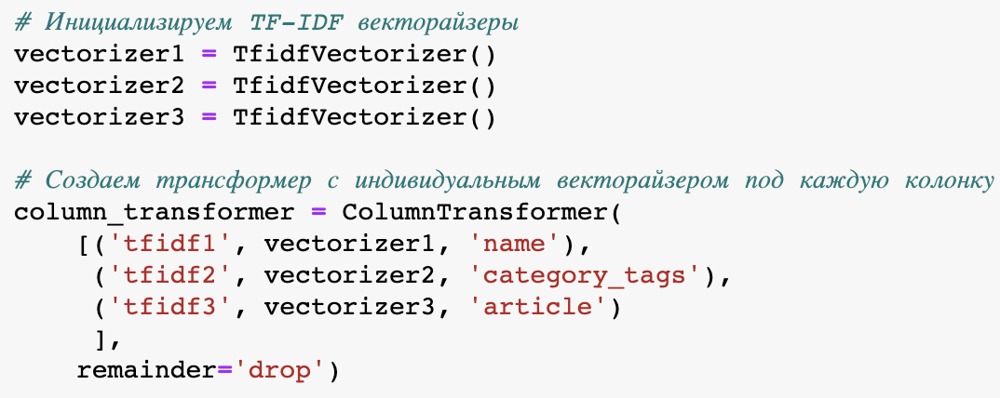 # Инициализируем TF-IDF векторайзеры
vectorizer1 = TfidfVectorizer()
vectorizer2 = TfidfVectorizer()
vectorizer3 = TfidfVectorizer()
# Создаем трансформер с индивидуальным векторайзером под каждую колонку
column_transformer = ColumnTransformer(
    [('tfidf1', vectorizer1, 'name'),
     ('tfidf2', vectorizer2, 'category_tags'),
     ('tfidf3', vectorizer3, 'article')
     ],
    remainder='drop')